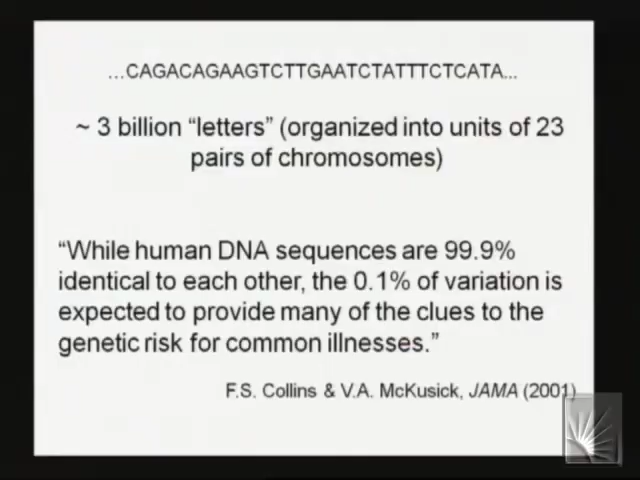 ...CAGACAGAAGTCTTGAATCTATTTCTCATA...
~ 3 billion “letters” (organized into units of 23
pairs of chromosomes)
“While human DNA sequences are 99.9%
identical to each other, the 0.1% of variation is
expected to provide many of the clues to the
genetic risk for common illnesses.”
F.S. Collins & V.A. McKusick, JAMA (2001)